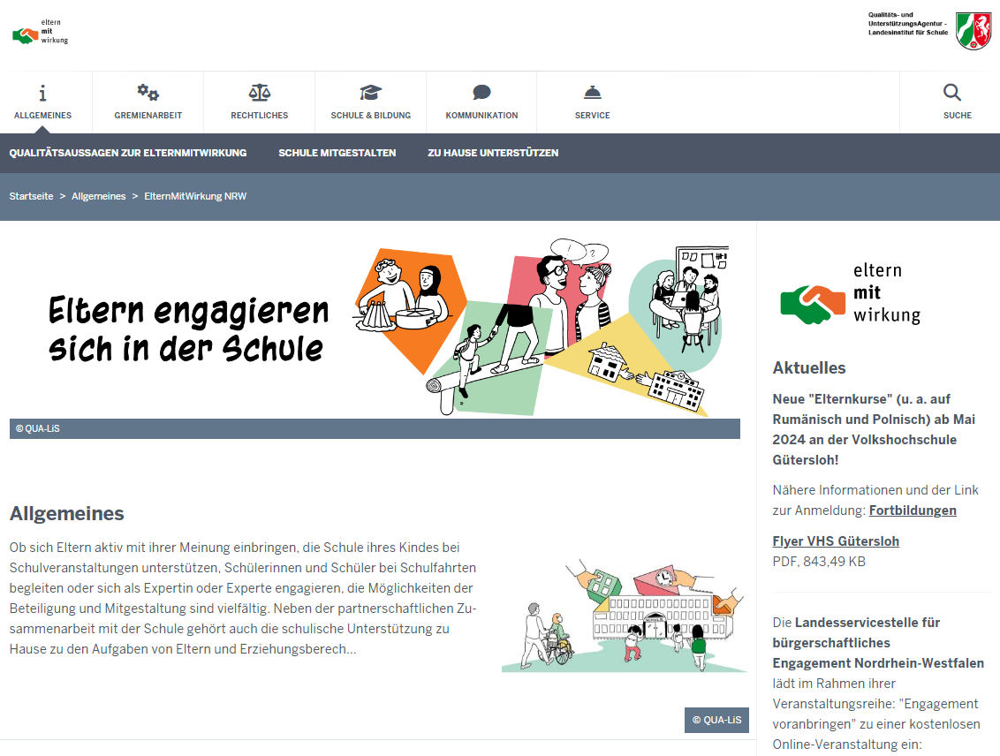 eltern
mit
wirkung
Qualitäts- und
UnterstützungsAgentur -
Landesinstitut für Schule
ALLGEMEINES
GREMIENARBEIT
RECHTLICHES
SCHULE & BILDUNG
KOMMUNIKATION
SERVICE
SUCHE
QUALITÄTSAUSSAGEN ZUR ELTERNMITWIRKUNG
SCHULE MITGESTALTEN
ZU HAUSE UNTERSTÜTZEN
Startseite > Allgemeines > ElternMitWirkung NRW
Eltern engagieren
sich in der Schule
! ?
© QUA-LiS
Allgemeines
Ob sich Eltern aktiv mit ihrer Meinung einbringen, die Schule ihres Kindes bei
Schulveranstaltungen unterstützen, Schülerinnen und Schüler bei Schulfahrten
begleiten oder sich als Expertin oder Experte engagieren, die Möglichkeiten der
Beteiligung und Mitgestaltung sind vielfältig. Neben der partnerschaftlichen Zu-
sammenarbeit mit der Schule gehört auch die schulische Unterstützung zu
Hause zu den Aufgaben von Eltern und Erziehungsberech...
© QUA-LiS
eltern
mit
wirkung
Aktuelles
Neue "Elternkurse" (u. a. auf
Rumänisch und Polnisch) ab Mai
2024 an der Volkshochschule
Gütersloh!
Nähere Informationen und der Link
zur Anmeldung: Fortbildungen
Flyer VHS Gütersloh
PDF, 843,49 KB
Die Landesservicestelle für
bürgerschaftliches
Engagement Nordrhein-Westfalen
lädt im Rahmen ihrer
Veranstaltungsreihe: "Engagement
voranbringen" zu einer kostenlosen
Online-Veranstaltung ein: